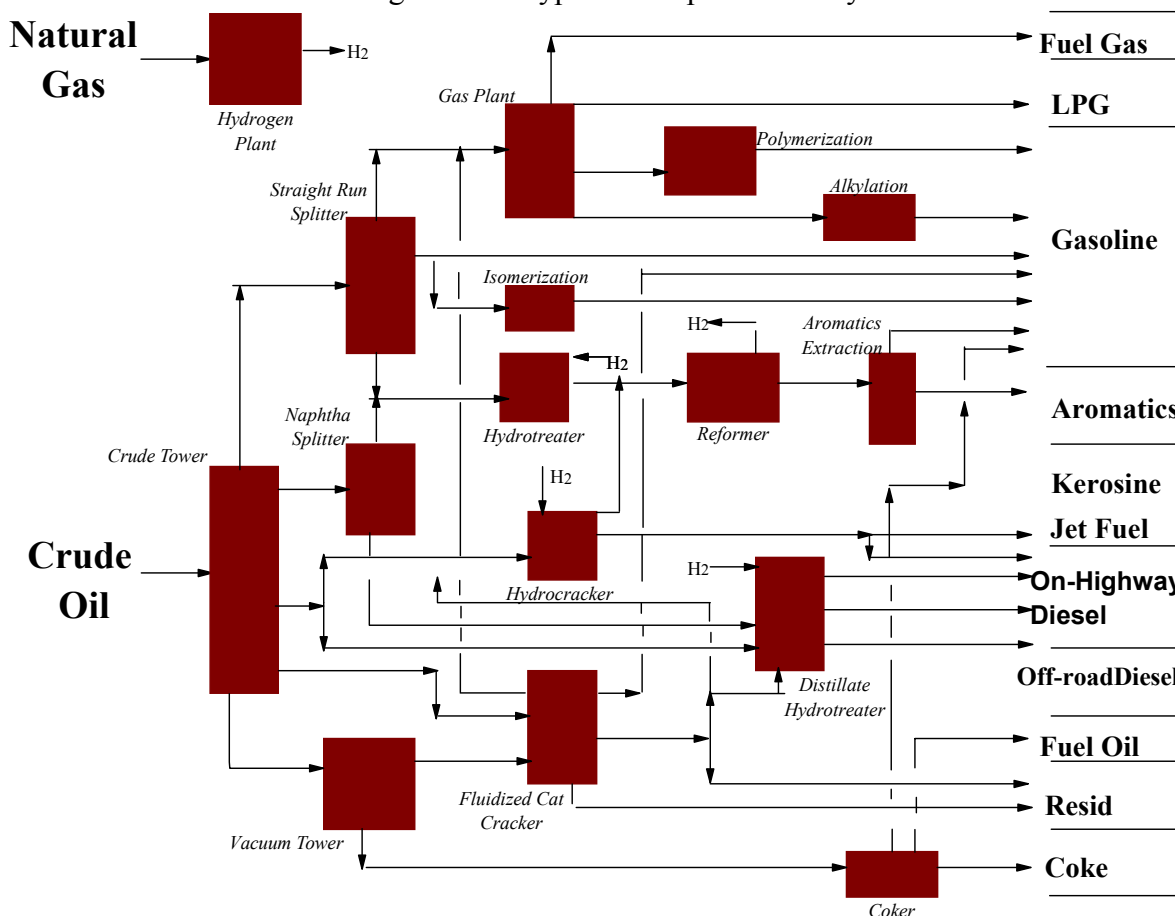 Natural
Gas
H2
Hydrogen
Plant
Gas Plant
Fuel Gas
LPG
Polymerization
Straight Run
Splitter
Alkylation
Gasoline
Isomerization
H2
Aromatics
Extraction
H2
Naphtha
Splitter
Hydrotreater
Reformer
Aromatics
Crude Tower
H2
Kerosine
Jet Fuel
Crude
Oil
H2
Hydrocracker
On-Highway
Diesel
Distillate
Hydrotreater
Off-roadDiesel
Fuel Oil
Fluidized Cat
Cracker
Resid
Vacuum Tower
Coke
Coker